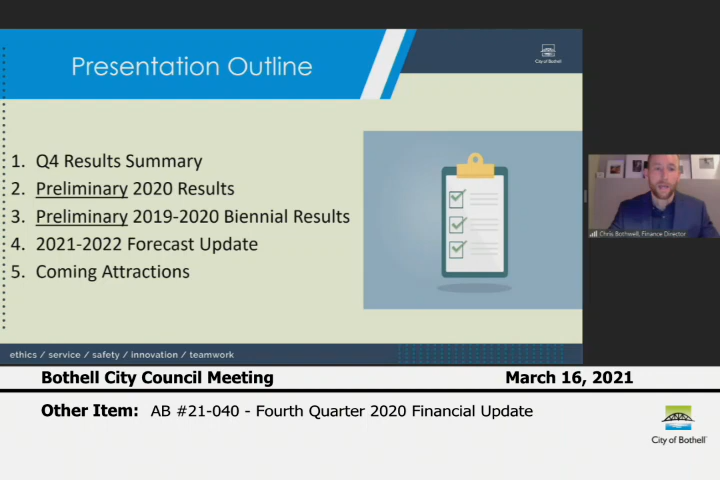 Presentation Outline
City of Bothell
1. Q4 Results Summary
2. Preliminary 2020 Results
3. Preliminary 2019-2020 Biennial Results
4. 2021-2022 Forecast Update
5. Coming Attractions
Chris Bothwell, Finance Director
ethics / service / safety / innovation / teamwork
Bothell City Council Meeting
March 16, 2021
Other Item: AB #21-040 - Fourth Quarter 2020 Financial Update
City of Bothell